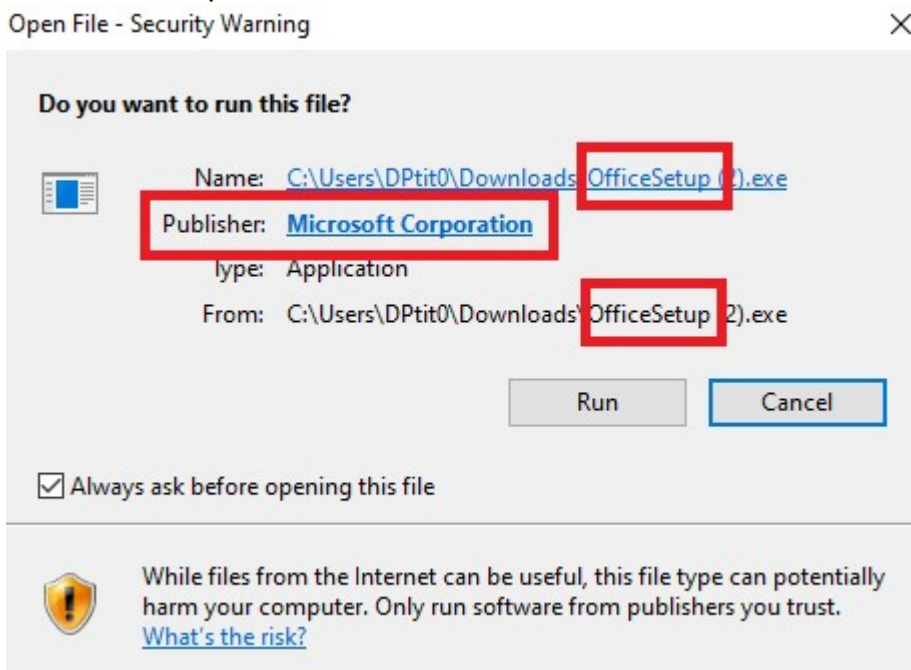 Open File - Security Warning
Do you want to run this file?
Name: C:\Users\DPtit0\Downloads\OfficeSetup (2).exe
Publisher: Microsoft Corporation
Type: Application
From: C:\Users\DPtit0\Downloads\OfficeSetup (2).exe
Run Cancel
Always ask before opening this file
While files from the Internet can be useful, this file type can potentially
harm your computer. Only run software from publishers you trust.
What's the risk?